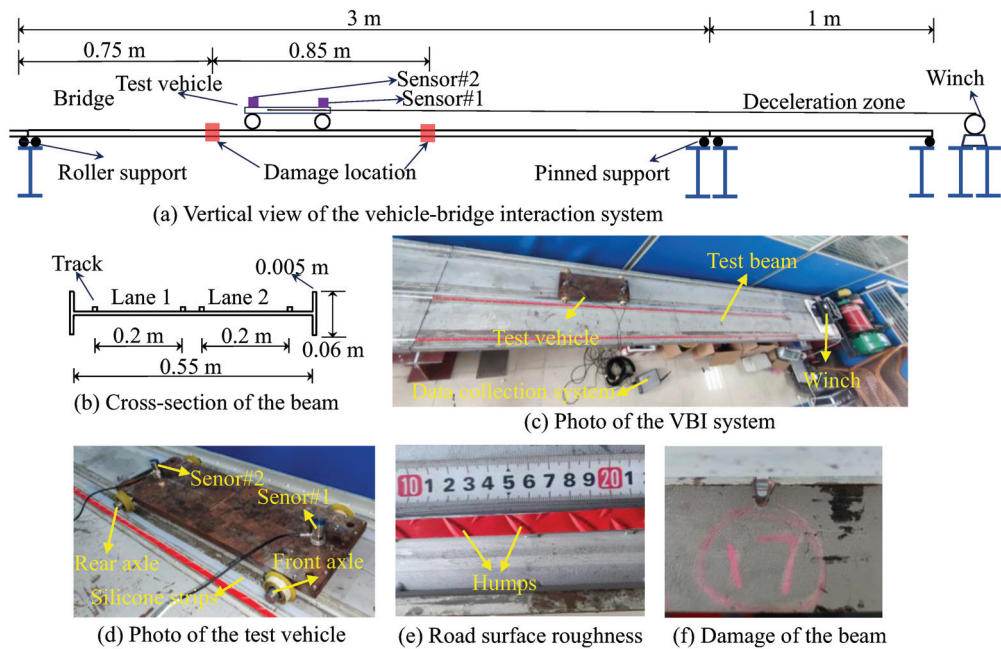 3 m
1 m
0.75 m
0.85 m
Test vehicle
Sensor#2
Sensor#1
Bridge
Winch
Deceleration zone
Roller support
Damage location
Pinned support
(a) Vertical view of the vehicle-bridge interaction system
Track
0.005 m
Lane 1
Lane 2
0.2 m
0.2 m
0.06 m
0.55 m
(b) Cross-section of the beam
Test beam
Test vehicle
Data collection system
Winch
(c) Photo of the VBI system
Senor#2
Senor#1
Rear axle
Front axle
Silicone strips
(d) Photo of the test vehicle
10 1 2 3 4 5 6 7 8 9 20 1
Humps
(e) Road surface roughness
17
(f) Damage of the beam